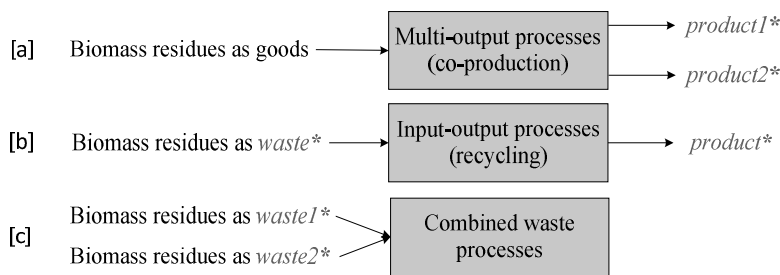 [a] Biomass residues as goods Multi-output processes (co-production) product1* product2*
[b] Biomass residues as waste* Input-output processes (recycling) product*
[c] Biomass residues as waste1* Biomass residues as waste2* Combined waste processes